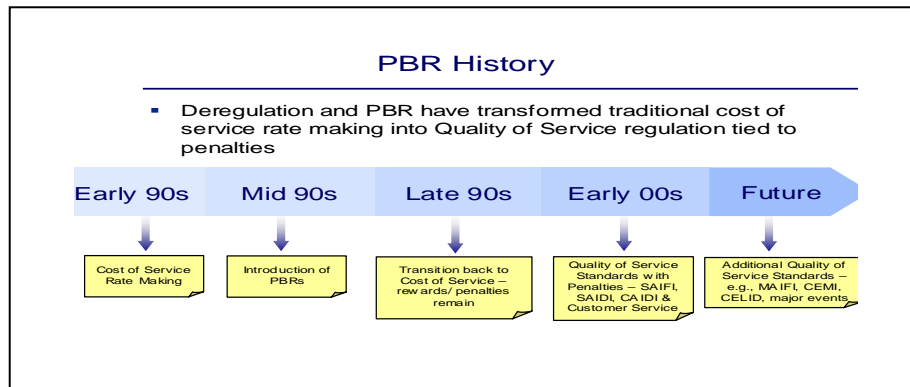 PBR History
Deregulation and PBR have transformed traditional cost of
service rate making into Quality of Service regulation tied to
penalties
Early 90s
Mid 90s
Late 90s
Early 00s
Future
Cost of Service
Rate Making
Introduction of
PBRs
Transition back to
Cost of Service –
rewards/ penalties
remain
Quality of Service
Standards with
Penalties – SAIFI,
SAIDI, CAIDI &
Customer Service
Additional Quality of
Service Standards –
e.g., MAIFI, CEMI,
CELID, major events